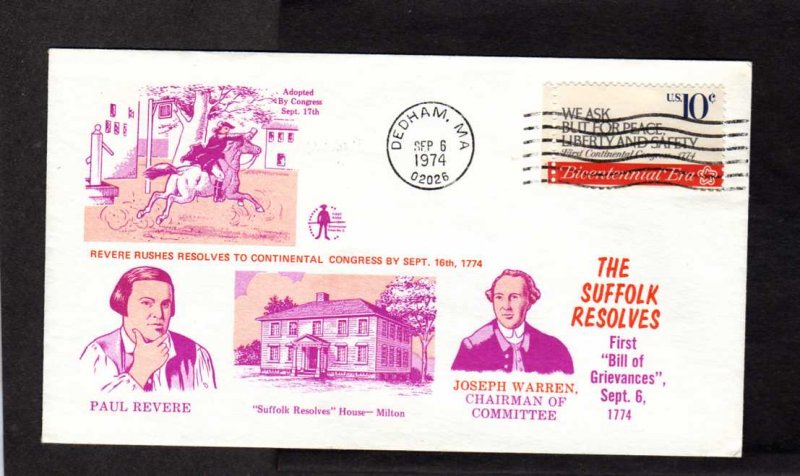 Adopted
By Congress
Sept. 17th
DEDHAM, MA
SEP 6
1974
02026
U.S. 10c
WE ASK
BUT FOR PEACE,
LIBERTY AND SAFETY
First Continental Congress 1774
Bicentennial Era
REVERE RUSHES RESOLVES TO CONTINENTAL CONGRESS BY SEPT. 16th, 1774
PAUL REVERE
"Suffolk Resolves" House—Milton
JOSEPH WARREN,
CHAIRMAN OF
COMMITTEE
THE
SUFFOLK
RESOLVES
First
"Bill of
Grievances",
Sept. 6,
1774